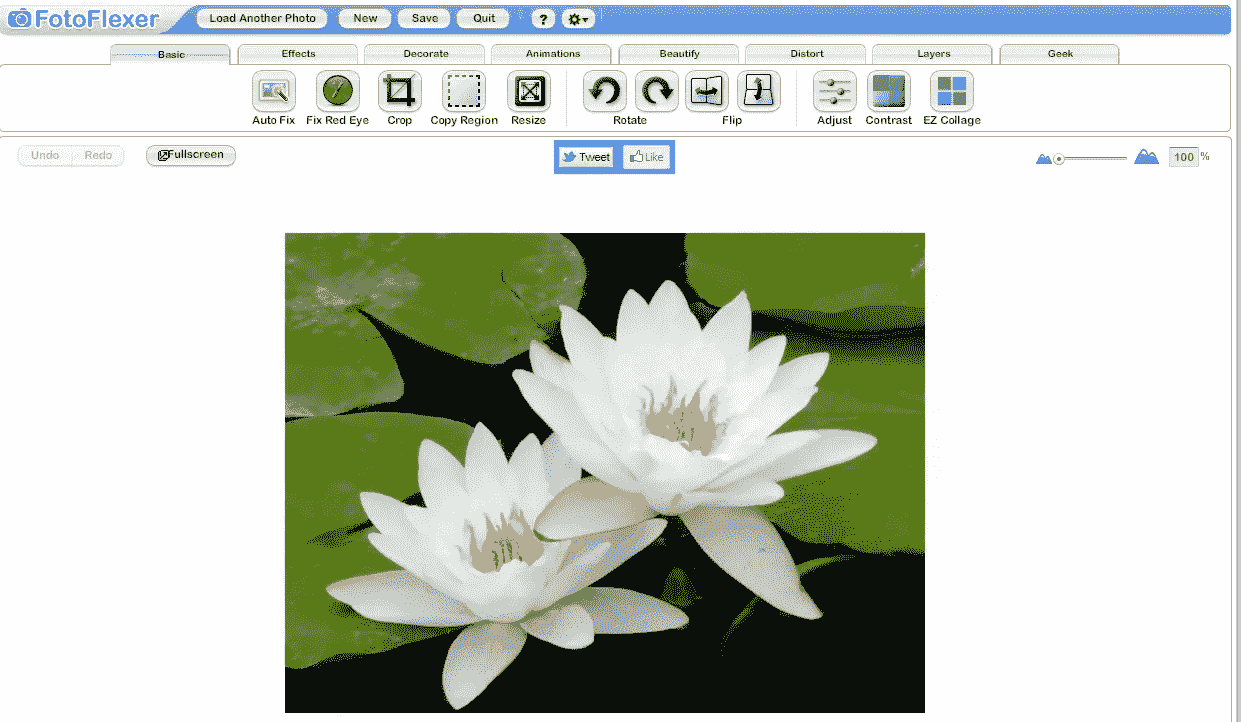 FotoFlexer Load Another Photo New Save Quit ?
Basic Effects Decorate Animations Beautify Distort Layers Geek
Auto Fix Fix Red Eye Crop Copy Region Resize Rotate Flip Adjust Contrast EZ Collage
Undo Redo Fullscreen Tweet Like 100 %